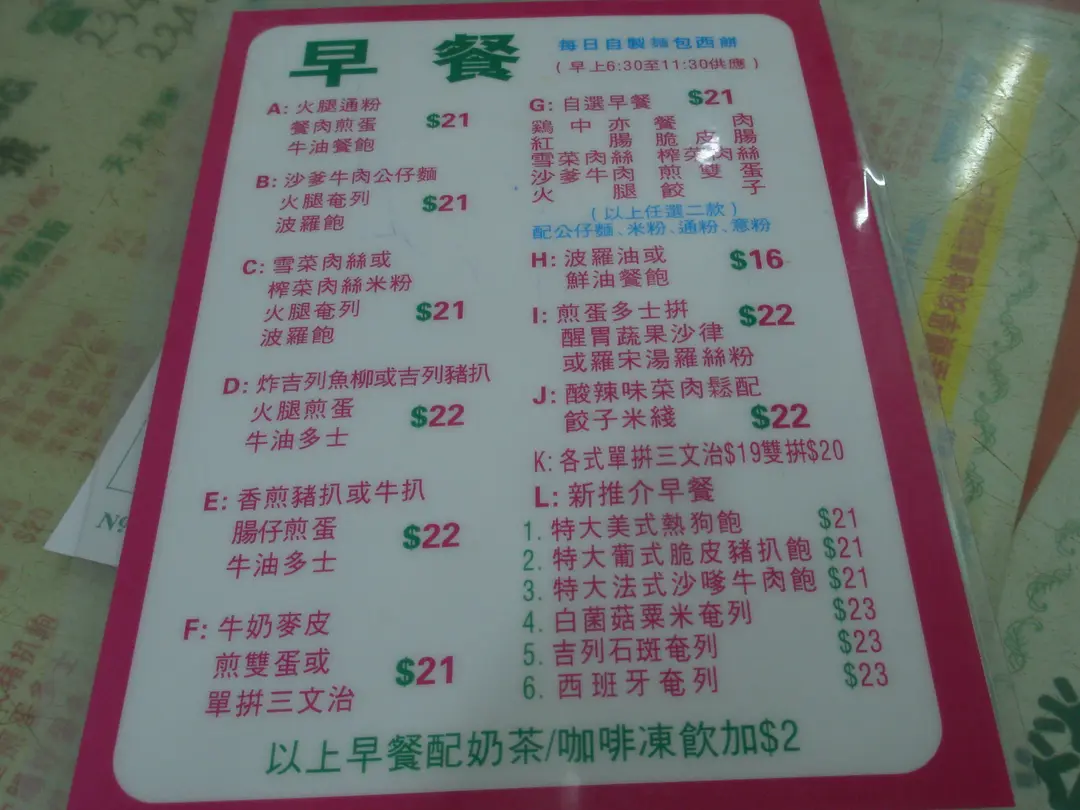 早餐
每日自製麵包西餅
(早上6:30至11:30供應)
A: 火腿通粉
餐肉煎蛋 $21
牛油餐飽
B: 沙爹牛肉公仔麵
火腿奄列 $21
波羅飽
C: 雪菜肉絲或
榨菜肉絲米粉
火腿奄列 $21
波羅飽
D: 炸吉列魚柳或吉列豬扒
火腿煎蛋 $22
牛油多士
E: 香煎豬扒或牛扒
腸仔煎蛋 $22
牛油多士
F: 牛奶麥皮
煎雙蛋或 $21
單拚三文治
G: 自選早餐 $21
鷄中亦 餐肉
紅腸 脆皮腸
雪菜肉絲 榨菜肉絲
沙爹牛肉 煎雙蛋
火腿 餃子
(以上任選二款)
配公仔麵、米粉、通粉、意粉
H: 波羅油或 $16
鮮油餐飽
I: 煎蛋多士拚 $22
醒胃蔬果沙律
或羅宋湯羅絲粉
J: 酸辣味菜肉鬆配
餃子米綫 $22
K: 各式單拚三文治$19雙拚$20
L: 新推介早餐
1. 特大美式熱狗飽 $21
2. 特大葡式脆皮豬扒飽 $21
3. 特大法式沙嗲牛肉飽 $21
4. 白菌菇粟米奄列 $23
5. 吉列石斑奄列 $23
6. 西班牙奄列 $23
以上早餐配奶茶/咖啡凍飲加$2